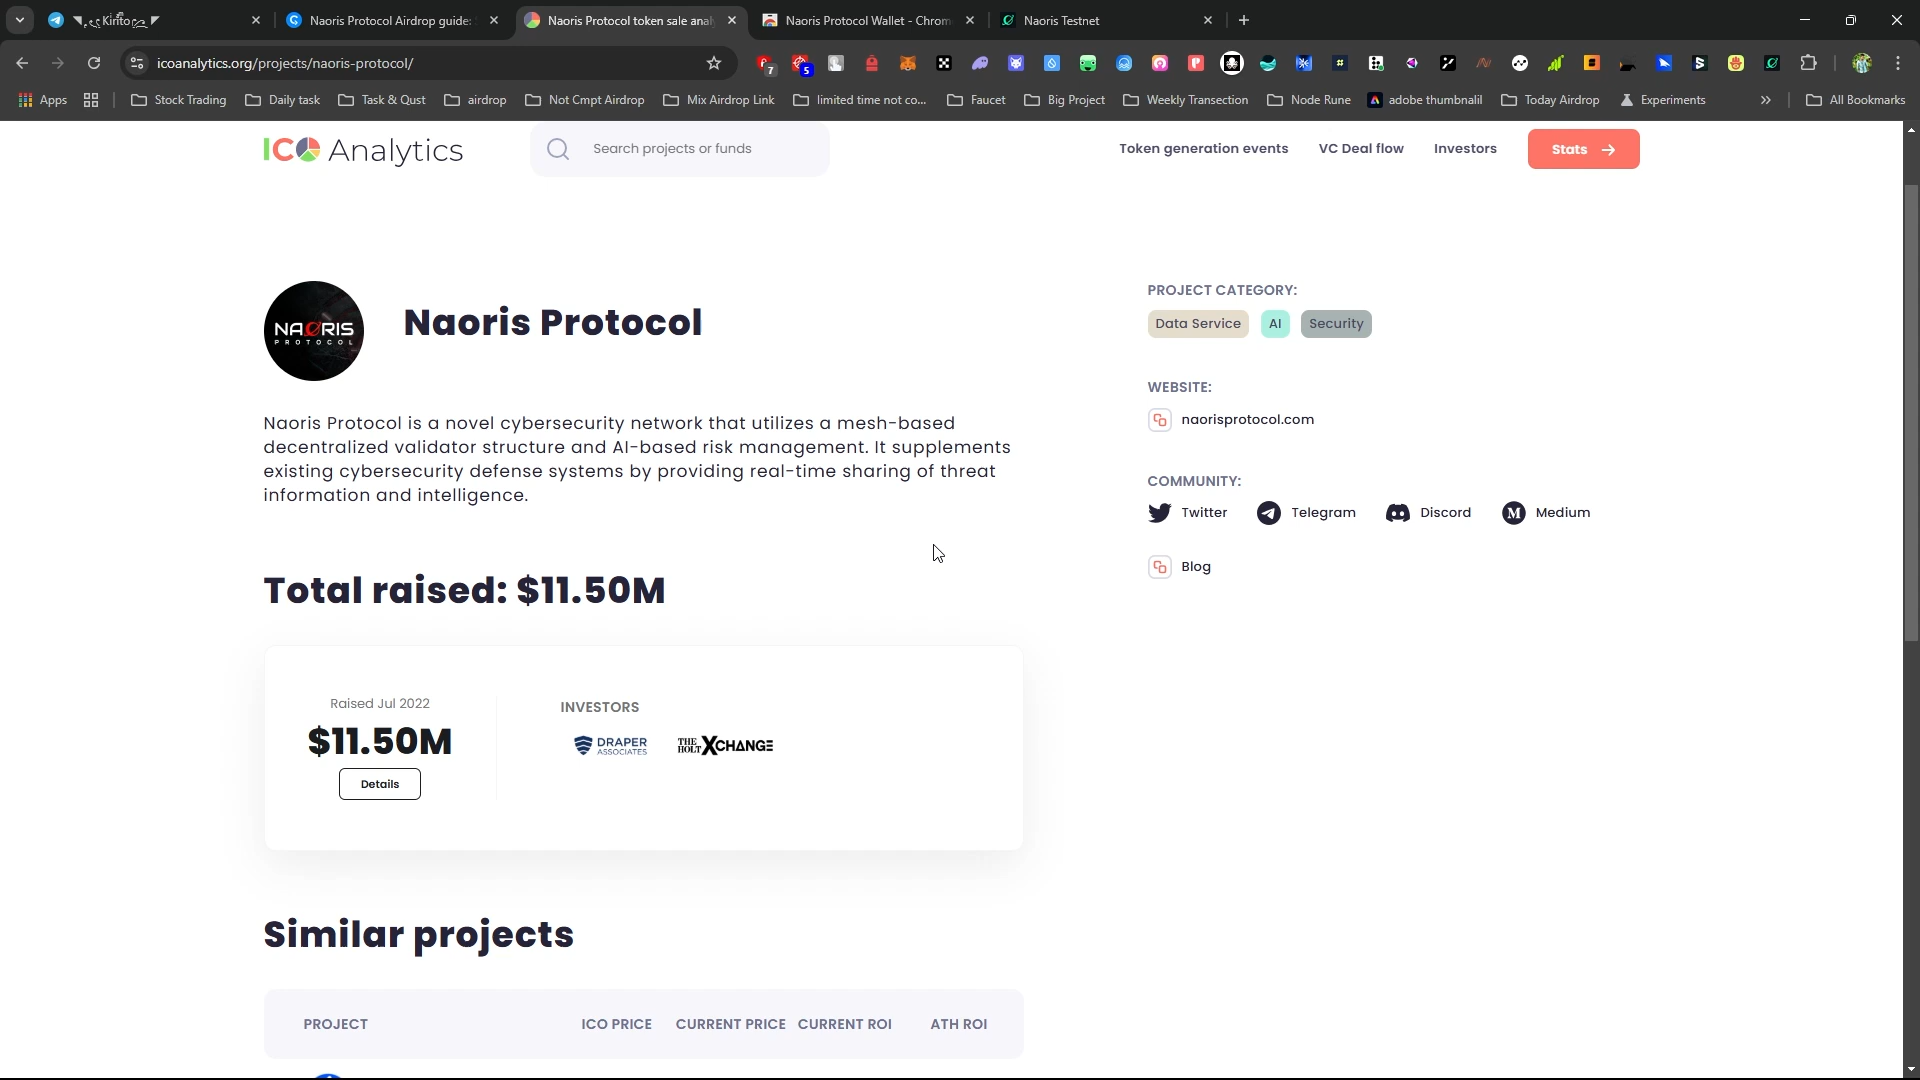 Kirito
Naoris Protocol Airdrop guide:
Naoris Protocol token sale anal
Naoris Protocol Wallet - Chrom
Naoris Testnet
icoanalytics.org/projects/naoris-protocol/
7
5
Apps
Stock Trading
Daily task
Task & Qust
airdrop
Not Cmpt Airdrop
Mix Airdrop Link
limited time not co...
Faucet
Big Project
Weekly Transection
Node Rune
adobe thumbnalil
Today Airdrop
Experiments
All Bookmarks
ICO Analytics
Search projects or funds
Token generation events
VC Deal flow
Investors
Stats
NAORIS
PROTOCOL
Naoris Protocol
Naoris Protocol is a novel cybersecurity network that utilizes a mesh-based
decentralized validator structure and AI-based risk management. It supplements
existing cybersecurity defense systems by providing real-time sharing of threat
information and intelligence.
PROJECT CATEGORY:
Data Service
AI
Security
WEBSITE:
naorisprotocol.com
COMMUNITY:
Twitter
Telegram
Discord
Medium
Blog
Total raised: $11.50M
Raised Jul 2022
$11.50M
Details
INVESTORS
DRAPER
ASSOCIATES
THE HOLT XCHANGE
Similar projects
PROJECT
ICO PRICE
CURRENT PRICE
CURRENT ROI
ATH ROI